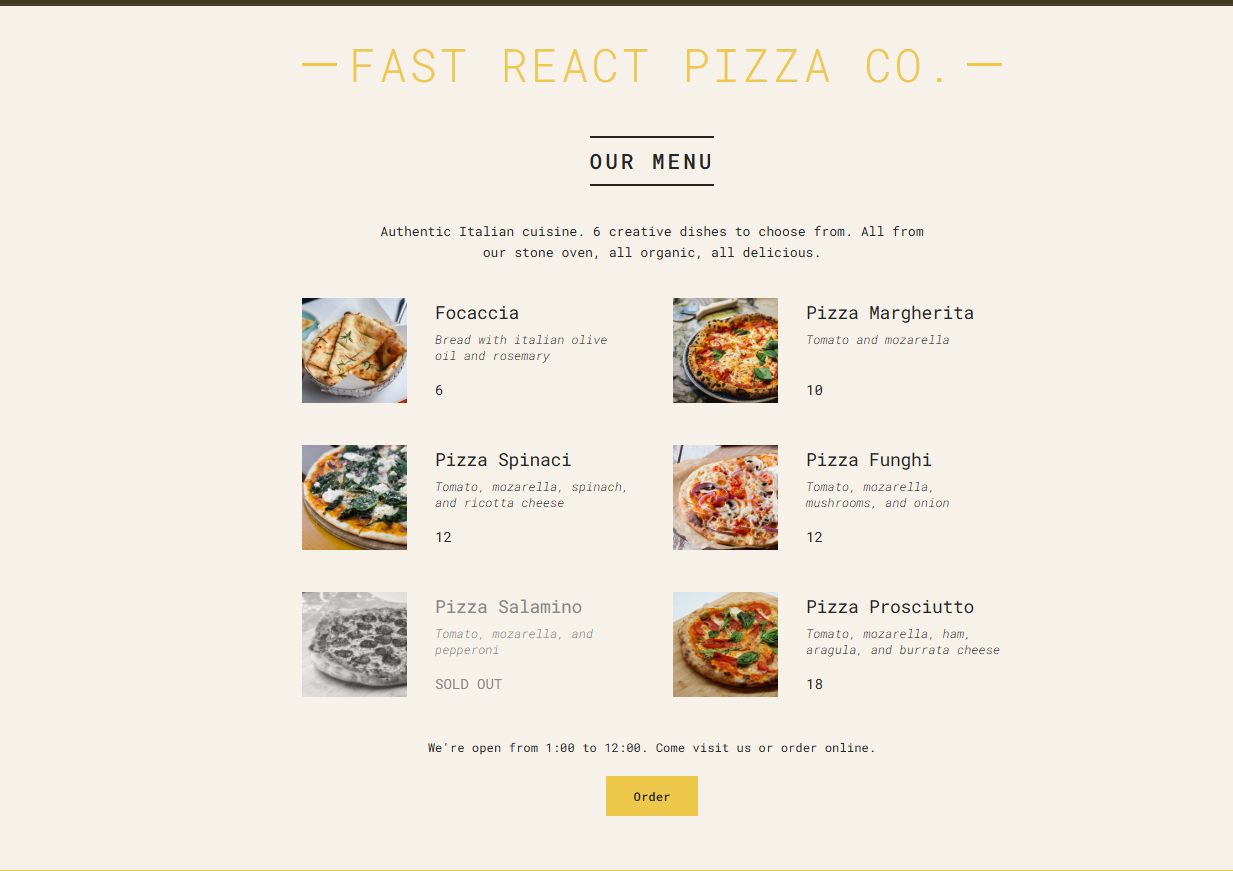 FAST REACT PIZZA CO.
OUR MENU
Authentic Italian cuisine. 6 creative dishes to choose from. All from
our stone oven, all organic, all delicious.
Focaccia
Bread with italian olive
oil and rosemary
6
Pizza Margherita
Tomato and mozarella
10
Pizza Spinaci
Tomato, mozarella, spinach,
and ricotta cheese
12
Pizza Funghi
Tomato, mozarella,
mushrooms, and onion
12
Pizza Salamino
Tomato, mozarella, and
pepperoni
SOLD OUT
Pizza Prosciutto
Tomato, mozarella, ham,
aragula, and burrata cheese
18
We're open from 1:00 to 12:00. Come visit us or order online.
Order